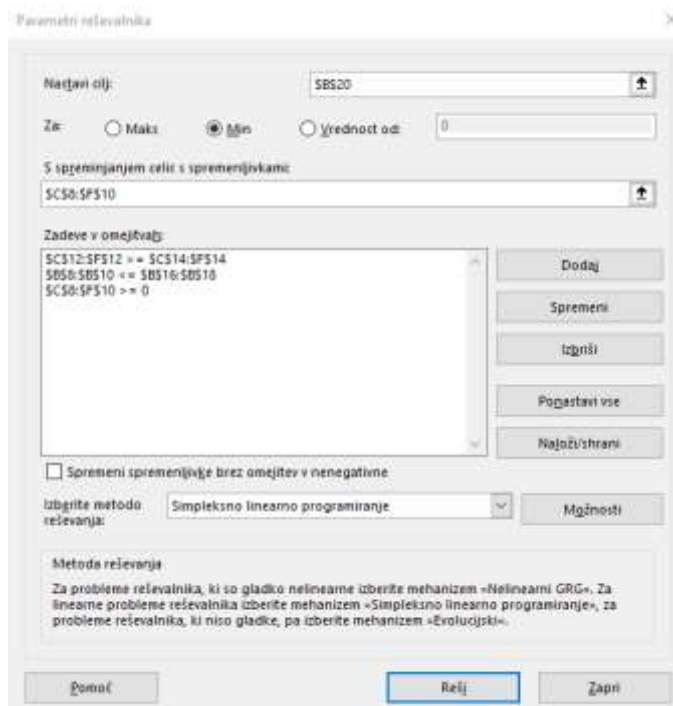 Parametri reševalnika
Nastavi cilj:
$B$20
Za:
Maks
Min
Vrednost od:
0
S spreminjanjem celic s spremenljivkami:
$C$8:$F$10
Zadeve v omejitvah:
$C$12:$F$12 >= $C$14:$F$14
$B$8:$B$10 <= $B$16:$B$18
$C$8:$F$10 >= 0
Dodaj
Spremeni
Izbriši
Ponastavi vse
Naloži/shrani
Spremeni spremenljivke brez omejitev v nenegativne
Izberite metodo
reševanja:
Simpleksno linearno programiranje
Možnosti
Metoda reševanja
Za probleme reševalnika, ki so gladko nelinearne izberite mehanizem »Nelinearni GRG«. Za
linearne probleme reševalnika izberite mehanizem »Simpleksno linearno programiranje«, za
probleme reševalnika, ki niso gladke, pa izberite mehanizem »Evolucijski«.
Pomoč
Reši
Zapri